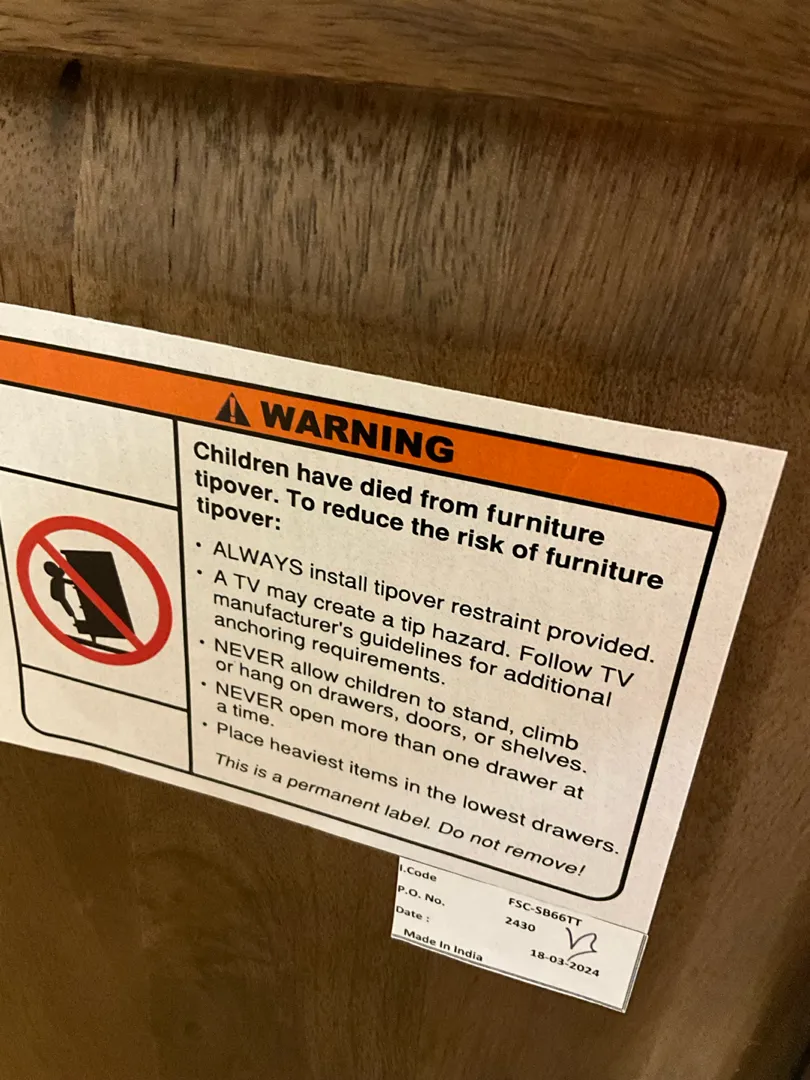 WARNING
Children have died from furniture
tipover. To reduce the risk of furniture
tipover:
• ALWAYS install tipover restraint provided.
• A TV may create a tip hazard. Follow TV
manufacturer's guidelines for additional
anchoring requirements.
• NEVER allow children to stand, climb
or hang on drawers, doors, or shelves.
• NEVER open more than one drawer at
a time.
• Place heaviest items in the lowest drawers.
This is a permanent label. Do not remove!
I.Code FSC-SB66TT
P.O. No. 2430
Date : 18-03-2024
Made In India